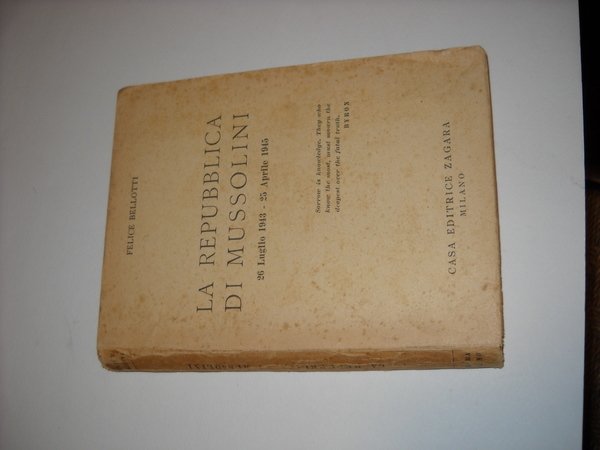 FELICE BELLOTTI
LA REPUBBLICA
DI MUSSOLINI
26 Luglio 1943 - 25 Aprile 1945
Sorrow is knowledge. They who
know the most, must mourn the
deepest over the fatal truth.
BYRON
CASA EDITRICE ZAGARA
MILANO